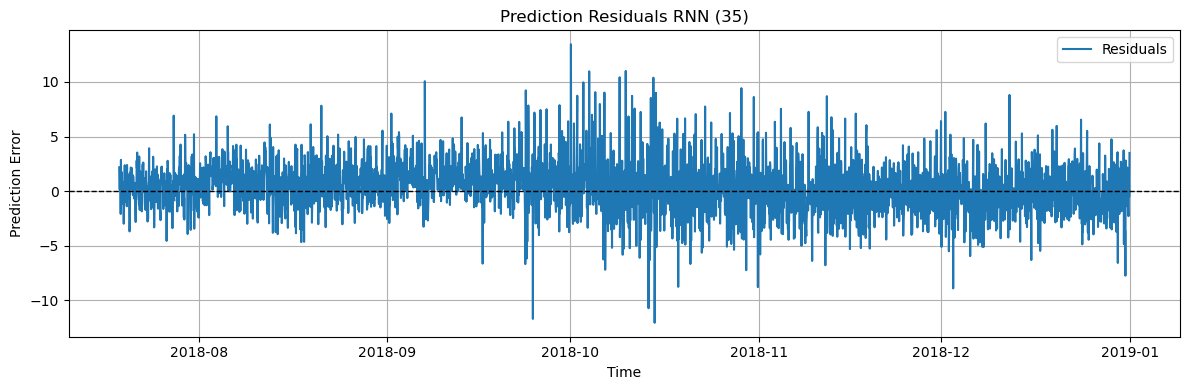 Prediction Residuals RNN (35)
Residuals
Prediction Error
10
5
0
−5
−10
2018-08
2018-09
2018-10
2018-11
2018-12
2019-01
Time